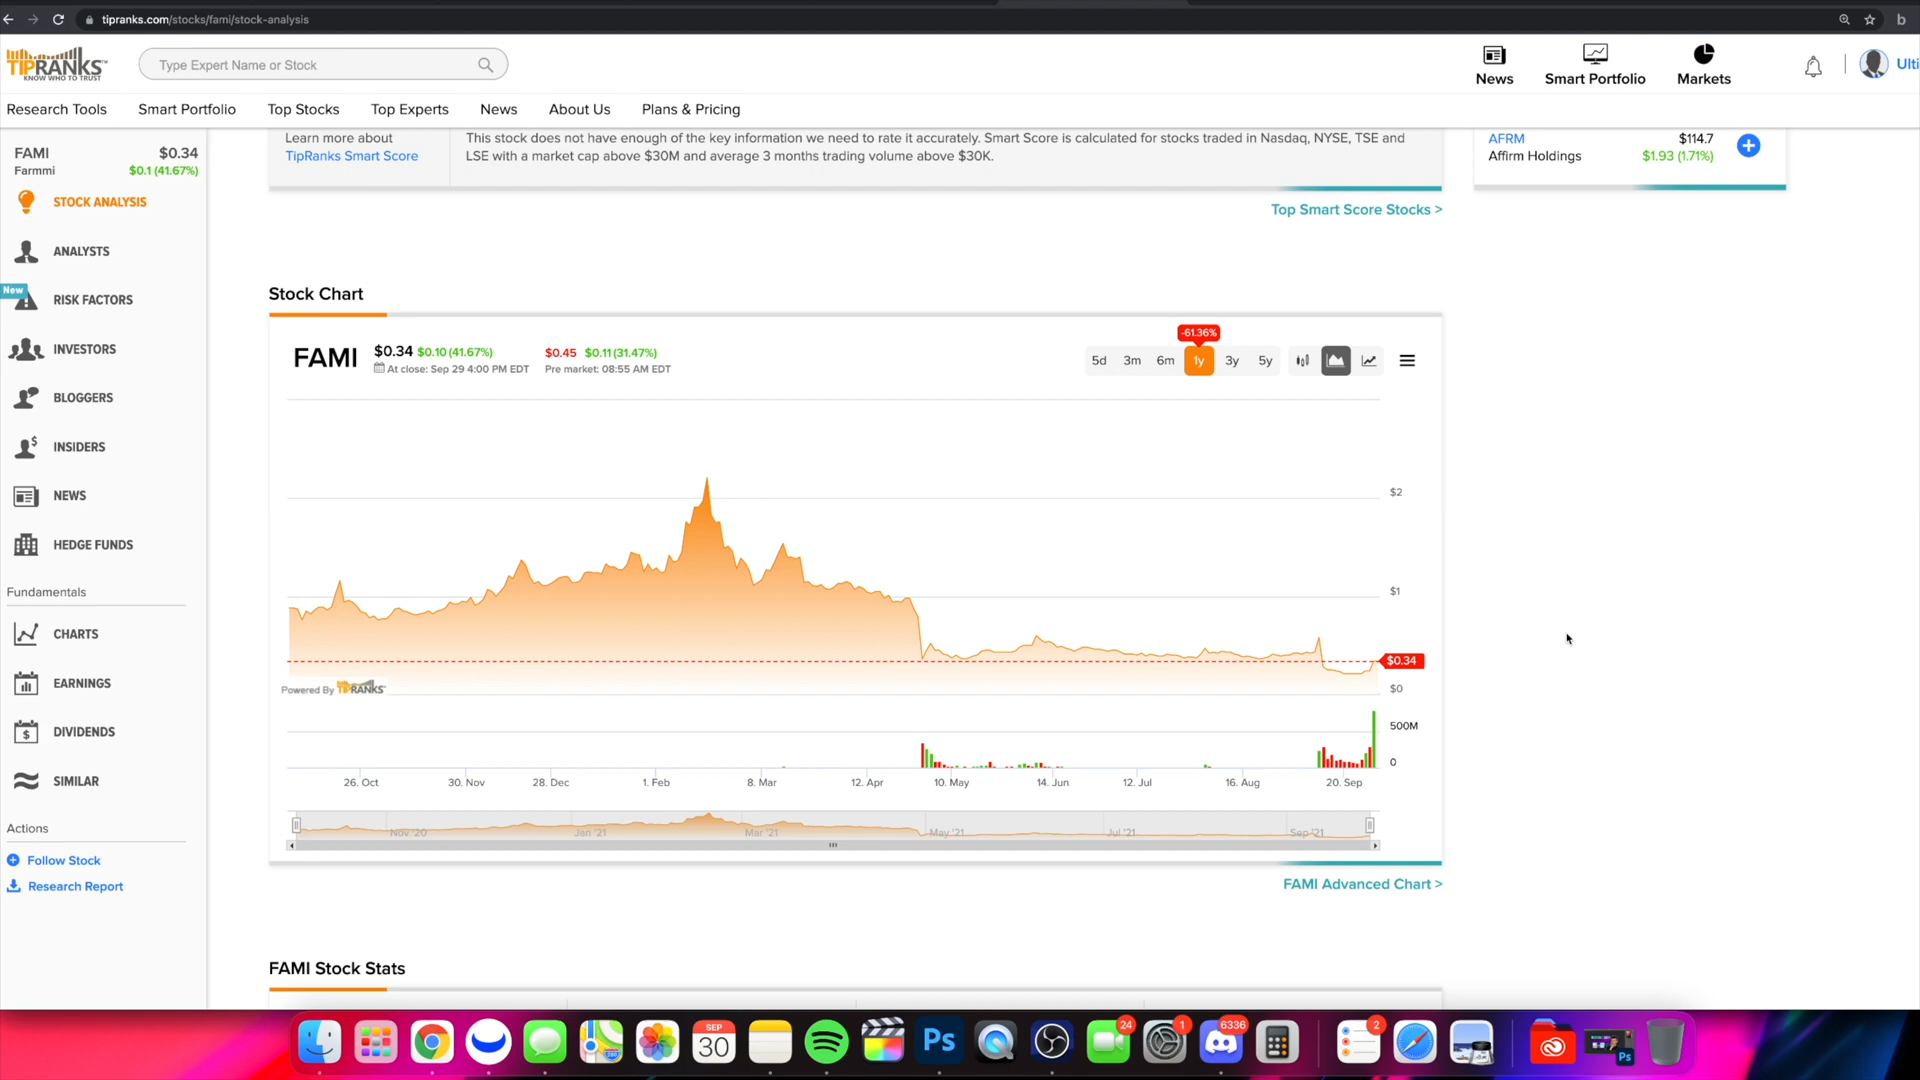 tipranks.com/stocks/fami/stock-analysis
b
TIPRANKS
KNOW WHO TO TRUST
Type Expert Name or Stock
News
Smart Portfolio
Markets
Ulti
Research Tools
Smart Portfolio
Top Stocks
Top Experts
News
About Us
Plans & Pricing
FAMI $0.34
Farmmi $0.1 (41.67%)
STOCK ANALYSIS
ANALYSTS
New
RISK FACTORS
INVESTORS
BLOGGERS
INSIDERS
NEWS
HEDGE FUNDS
Fundamentals
CHARTS
EARNINGS
DIVIDENDS
SIMILAR
Actions
Follow Stock
Research Report
Learn more about
TipRanks Smart Score
This stock does not have enough of the key information we need to rate it accurately. Smart Score is calculated for stocks traded in Nasdaq, NYSE, TSE and
LSE with a market cap above $30M and average 3 months trading volume above $30K.
AFRM $114.7
Affirm Holdings $1.93 (1.71%)
Top Smart Score Stocks >
Stock Chart
FAMI
$0.34 $0.10 (41.67%)
At close: Sep 29 4:00 PM EDT
$0.45 $0.11 (31.47%)
Pre market: 08:55 AM EDT
-61.36%
5d 3m 6m 1y 3y 5y
$2
$1
$0.34
$0
Powered By TIPRANKS
500M
0
26. Oct 30. Nov 28. Dec 1. Feb 8. Mar 12. Apr 10. May 14. Jun 12. Jul 16. Aug 20. Sep
Nov '20 Jan '21 Mar '21 May '21 Jul '21 Sep '21
FAMI Advanced Chart >
FAMI Stock Stats
SEP
30
Ps
24
1
6336
2
Ps